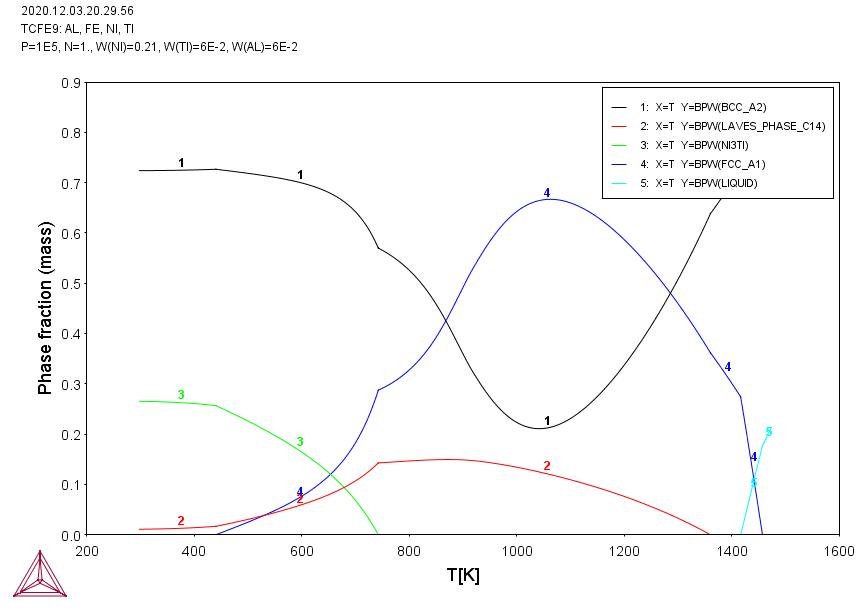 2020.12.03.20.29.56
TCFE9: AL, FE, NI, TI
P=1E5, N=1., W(NI)=0.21, W(TI)=6E-2, W(AL)=6E-2
1: X=T Y=BPW(BCC_A2)
2: X=T Y=BPW(LAVES_PHASE_C14)
3: X=T Y=BPW(NI3TI)
4: X=T Y=BPW(FCC_A1)
5: X=T Y=BPW(LIQUID)
Phase fraction (mass)
0.9
0.8
0.7
0.6
0.5
0.4
0.3
0.2
0.1
0.0
1 1 1
2 2 2
3 3
4 4 4 4
5 5
200 400 600 800 1000 1200 1400 1600
T[K]